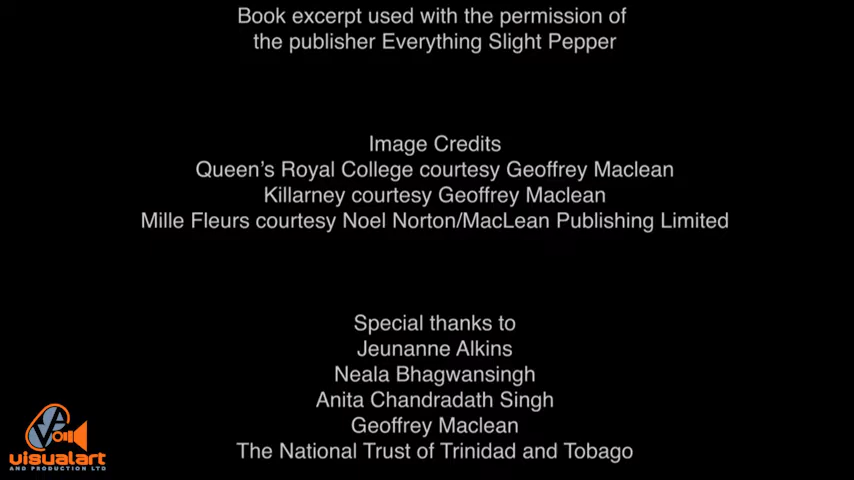 Book excerpt used with the permission of
the publisher Everything Slight Pepper
Image Credits
Queen's Royal College courtesy Geoffrey Maclean
Killarney courtesy Geoffrey Maclean
Mille Fleurs courtesy Noel Norton/MacLean Publishing Limited
Special thanks to
Jeunanne Alkins
Neala Bhagwansingh
Anita Chandradath Singh
Geoffrey Maclean
The National Trust of Trinidad and Tobago
VISUALART
AND PRODUCTION LTD